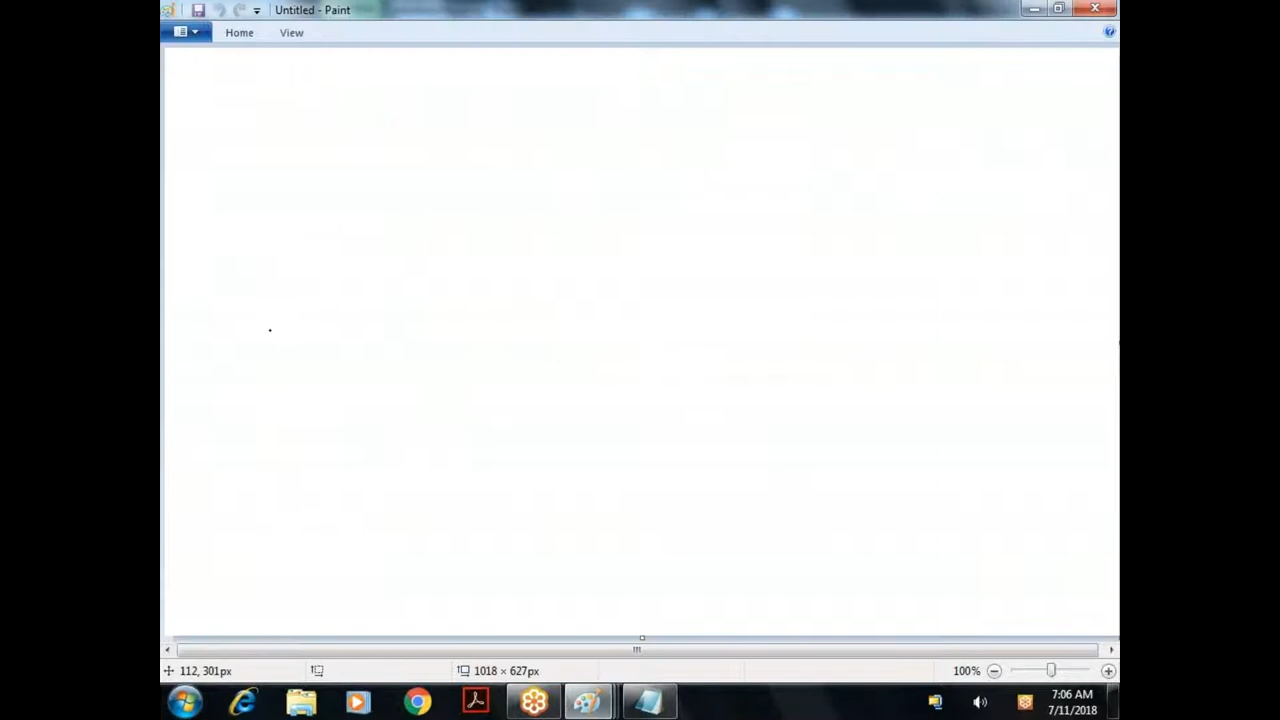 Untitled - Paint
Home View
112, 301px 1018 × 627px 100%
7:06 AM
7/11/2018